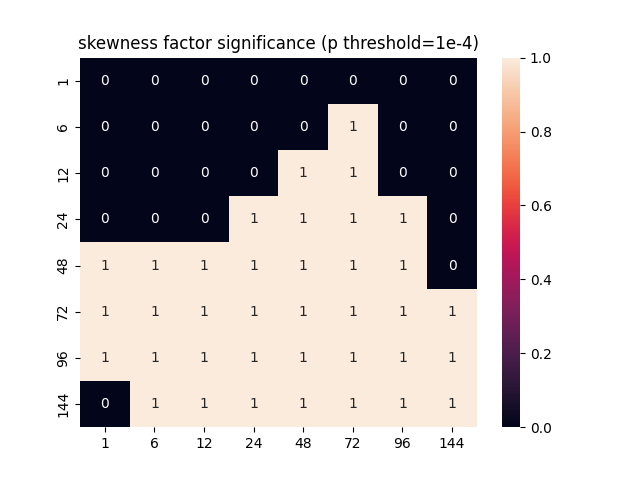 skewness factor significance (p threshold=1e-4)
1 0 0 0 0 0 0 0 0 1.0
6 0 0 0 0 0 1 0 0 0.8
12 0 0 0 0 1 1 0 0
24 0 0 0 1 1 1 1 0 0.6
48 1 1 1 1 1 1 1 0 0.4
72 1 1 1 1 1 1 1 1
96 1 1 1 1 1 1 1 1 0.2
144 0 1 1 1 1 1 1 1 0.0
1 6 12 24 48 72 96 144